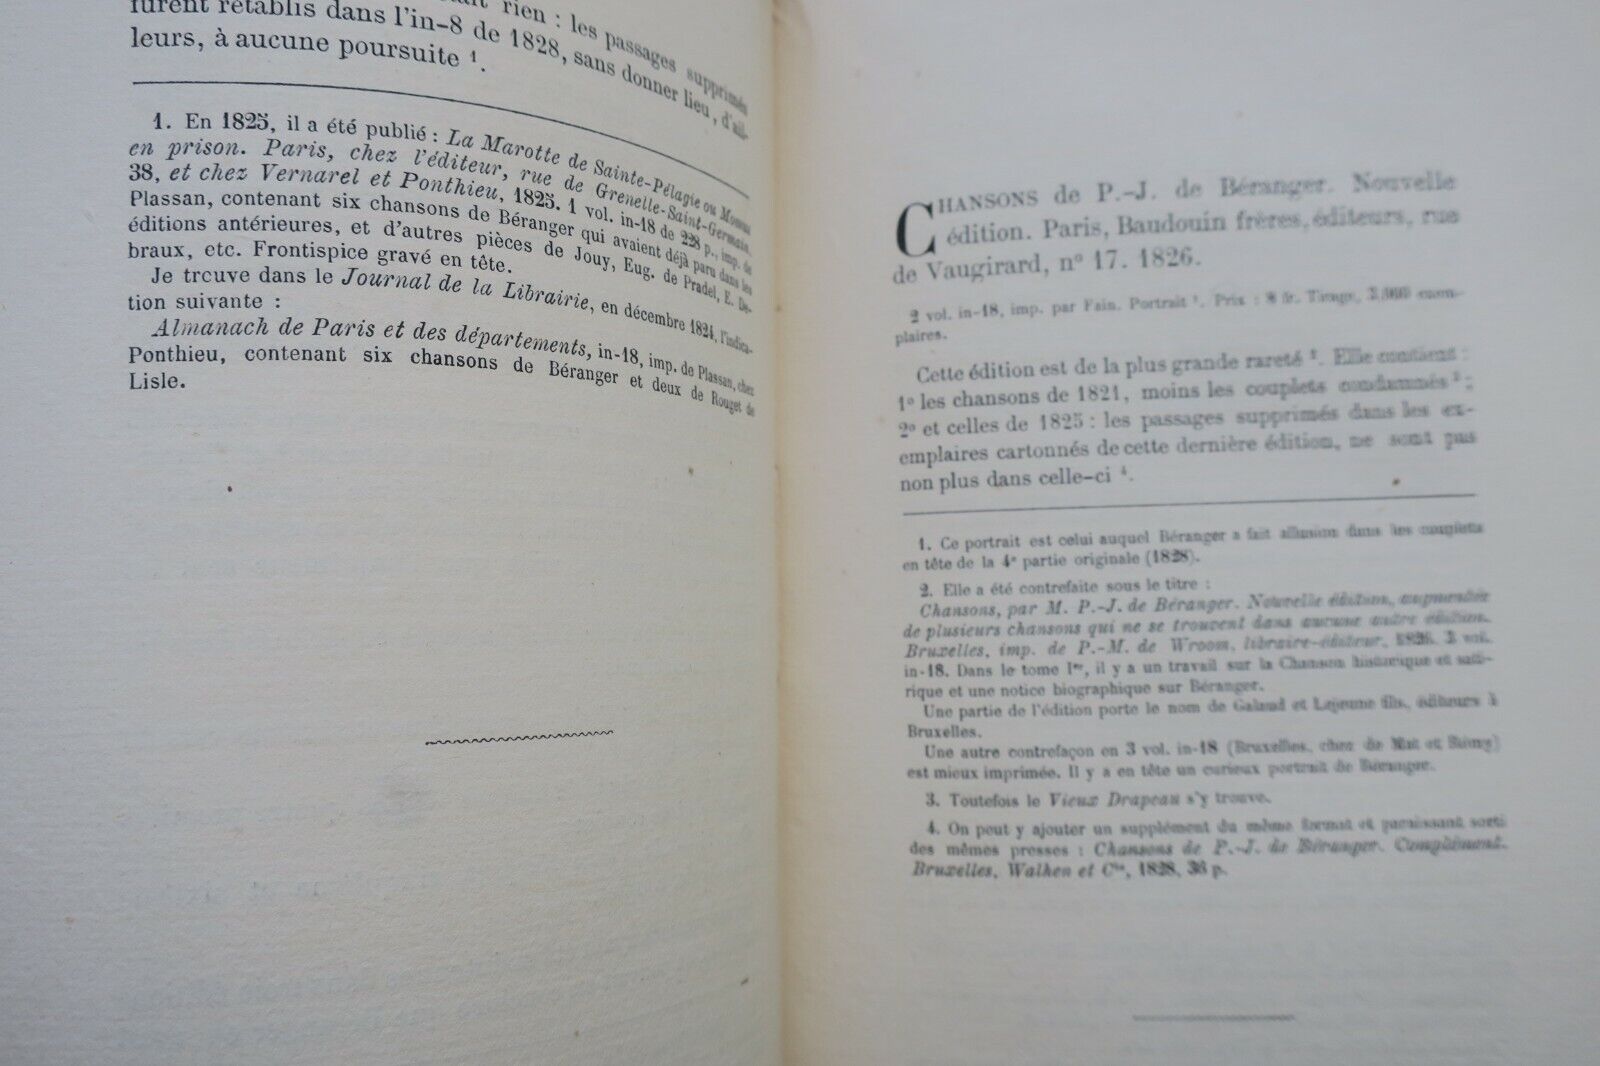 rien : les passages supprimés
furent rétablis dans l'in-8 de 1828, sans donner lieu, d'ail-
leurs, à aucune poursuite 1.
1. En 1825, il a été publié : La Marotte de Sainte-Pélagie ou Momus
en prison. Paris, chez l'éditeur, rue de Grenelle-Saint-Germain,
38, et chez Vernarel et Ponthieu, 1825. 1 vol. in-18 de 228 p., imp. de
Plassan, contenant six chansons de Béranger qui avaient déjà paru dans les
éditions antérieures, et d'autres pièces de Jouy, Eug. de Pradel, E. De-
braux, etc. Frontispice gravé en tête.
Je trcuve dans le Journal de la Librairie, en décembre 1824, l'indica-
tion suivante :
Almanach de Paris et des départements, in-18, imp. de Plassan, chez
Ponthieu, contenant six chansons de Béranger et deux de Rouget de
Lisle.
CHANSONS de P.-J. de Béranger. Nouvelle
édition. Paris, Baudouin frères, éditeurs, rue
de Vaugirard, nº 17. 1826.
2 vol. in-18, imp. par Fain. Portrait 1. Prix : 8 fr. Tirage, exem-
plaires.
Cette édition est de la plus grande rareté 2. Elle contient :
1º les chansons de 1821, moins les couplets condamnés 3 ;
2º et celles de 1825 : les passages supprimés dans les ex-
emplaires cartonnés de cette dernière édition, ne sont pas
non plus dans celle-ci 4.
1. Ce portrait est celui auquel Béranger a fait allusion dans les couplets
en tête de la 4e partie originale (1828).
2. Elle a été contrefaite sous le titre :
Chansons, par M. P.-J. de Béranger. Nouvelle édition, augmentée
de plusieurs chansons qui ne se trouvent dans aucune autre édition.
Bruxelles, imp. de P.-M. de Vroom, libraire-éditeur, 1826. 3 vol.
in-18. Dans le tome Ier, il y a un travail sur la Chanson historique et sati-
rique et une notice biographique sur Béranger.
Une partie de l'édition porte le nom de Galaud et Lejeune fils, éditeurs à
Bruxelles.
Une autre contrefaçon en 3 vol. in-18 (Bruxelles, chez de Mat et Remy)
est mieux imprimée. Il y a en tête un curieux portrait de Béranger.
3. Toutefois le Vieux Drapeau s'y trouve.
4. On peut y ajouter un supplément du même format et paraissant sorti
des mêmes presses : Chansons de P.-J. de Béranger. Complément.
Bruxelles, Walhen et Cie, 1828, 36 p.